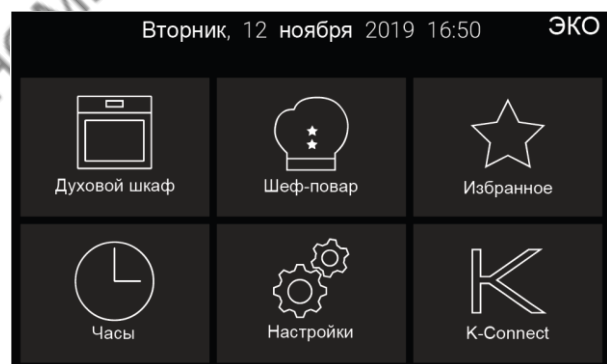 Вторник, 12 ноября 2019 16:50 ЭКО
Духовой шкаф Шеф-повар Избранное
Часы Настройки K-Connect